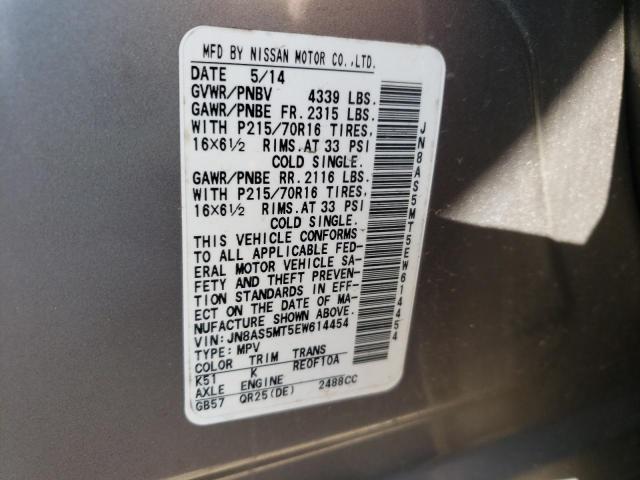 MFD BY NISSAN MOTOR CO.,LTD.
DATE 5/14
GVWR/PNBV 4339 LBS.
GAWR/PNBE FR.2315 LBS.
WITH P215/70R16 TIRES,
16×6½ RIMS.AT 33 PSI
COLD SINGLE.
GAWR/PNBE RR.2116 LBS.
WITH P215/70R16 TIRES,
16×6½ RIMS.AT 33 PSI
COLD SINGLE.
THIS VEHICLE CONFORMS
TO ALL APPLICABLE FED-
ERAL MOTOR VEHICLE SA-
FETY AND THEFT PREVEN-
TION STANDARDS IN EFF-
ECT ON THE DATE OF MA-
NUFACTURE SHOWN ABOVE.
VIN: JN8AS5MT5EW614454
TYPE: MPV
COLOR TRIM TRANS
K51 K RE0F10A
AXLE ENGINE
GB57 QR25(DE) 2488CC
JN8AS5MT5EW614454